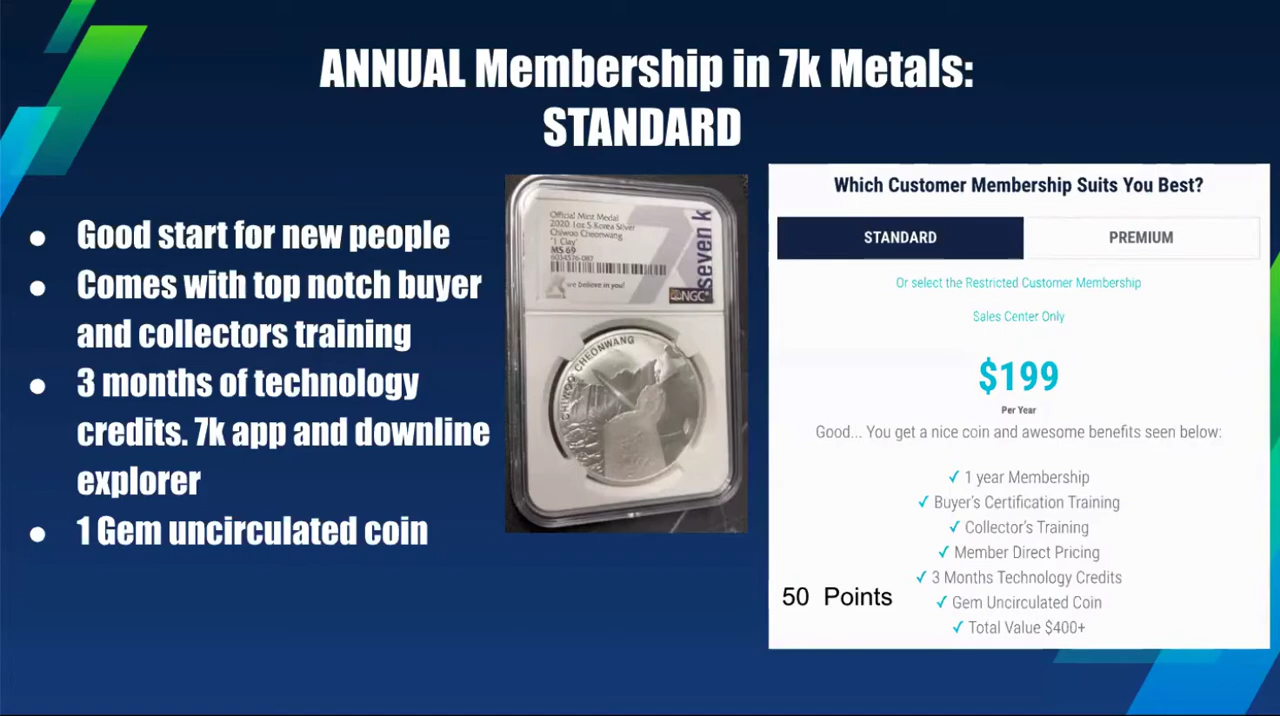 ANNUAL Membership in 7k Metals:
STANDARD
● Good start for new people
● Comes with top notch buyer
and collectors training
● 3 months of technology
credits. 7k app and downline
explorer
● 1 Gem uncirculated coin
Official Mint Medal
2020 1oz S Korea Silver
Chiwoo Cheonwang
"1 Clay"
MS 69
we believe in you!
NGC
seven k
CHIWOO CHEONWANG
Which Customer Membership Suits You Best?
STANDARD
PREMIUM
Or select the Restricted Customer Membership
Sales Center Only
$199
Per Year
Good... You get a nice coin and awesome benefits seen below:
✓ 1 year Membership
✓ Buyer's Certification Training
✓ Collector's Training
✓ Member Direct Pricing
✓ 3 Months Technology Credits
✓ Gem Uncirculated Coin
✓ Total Value $400+
50 Points